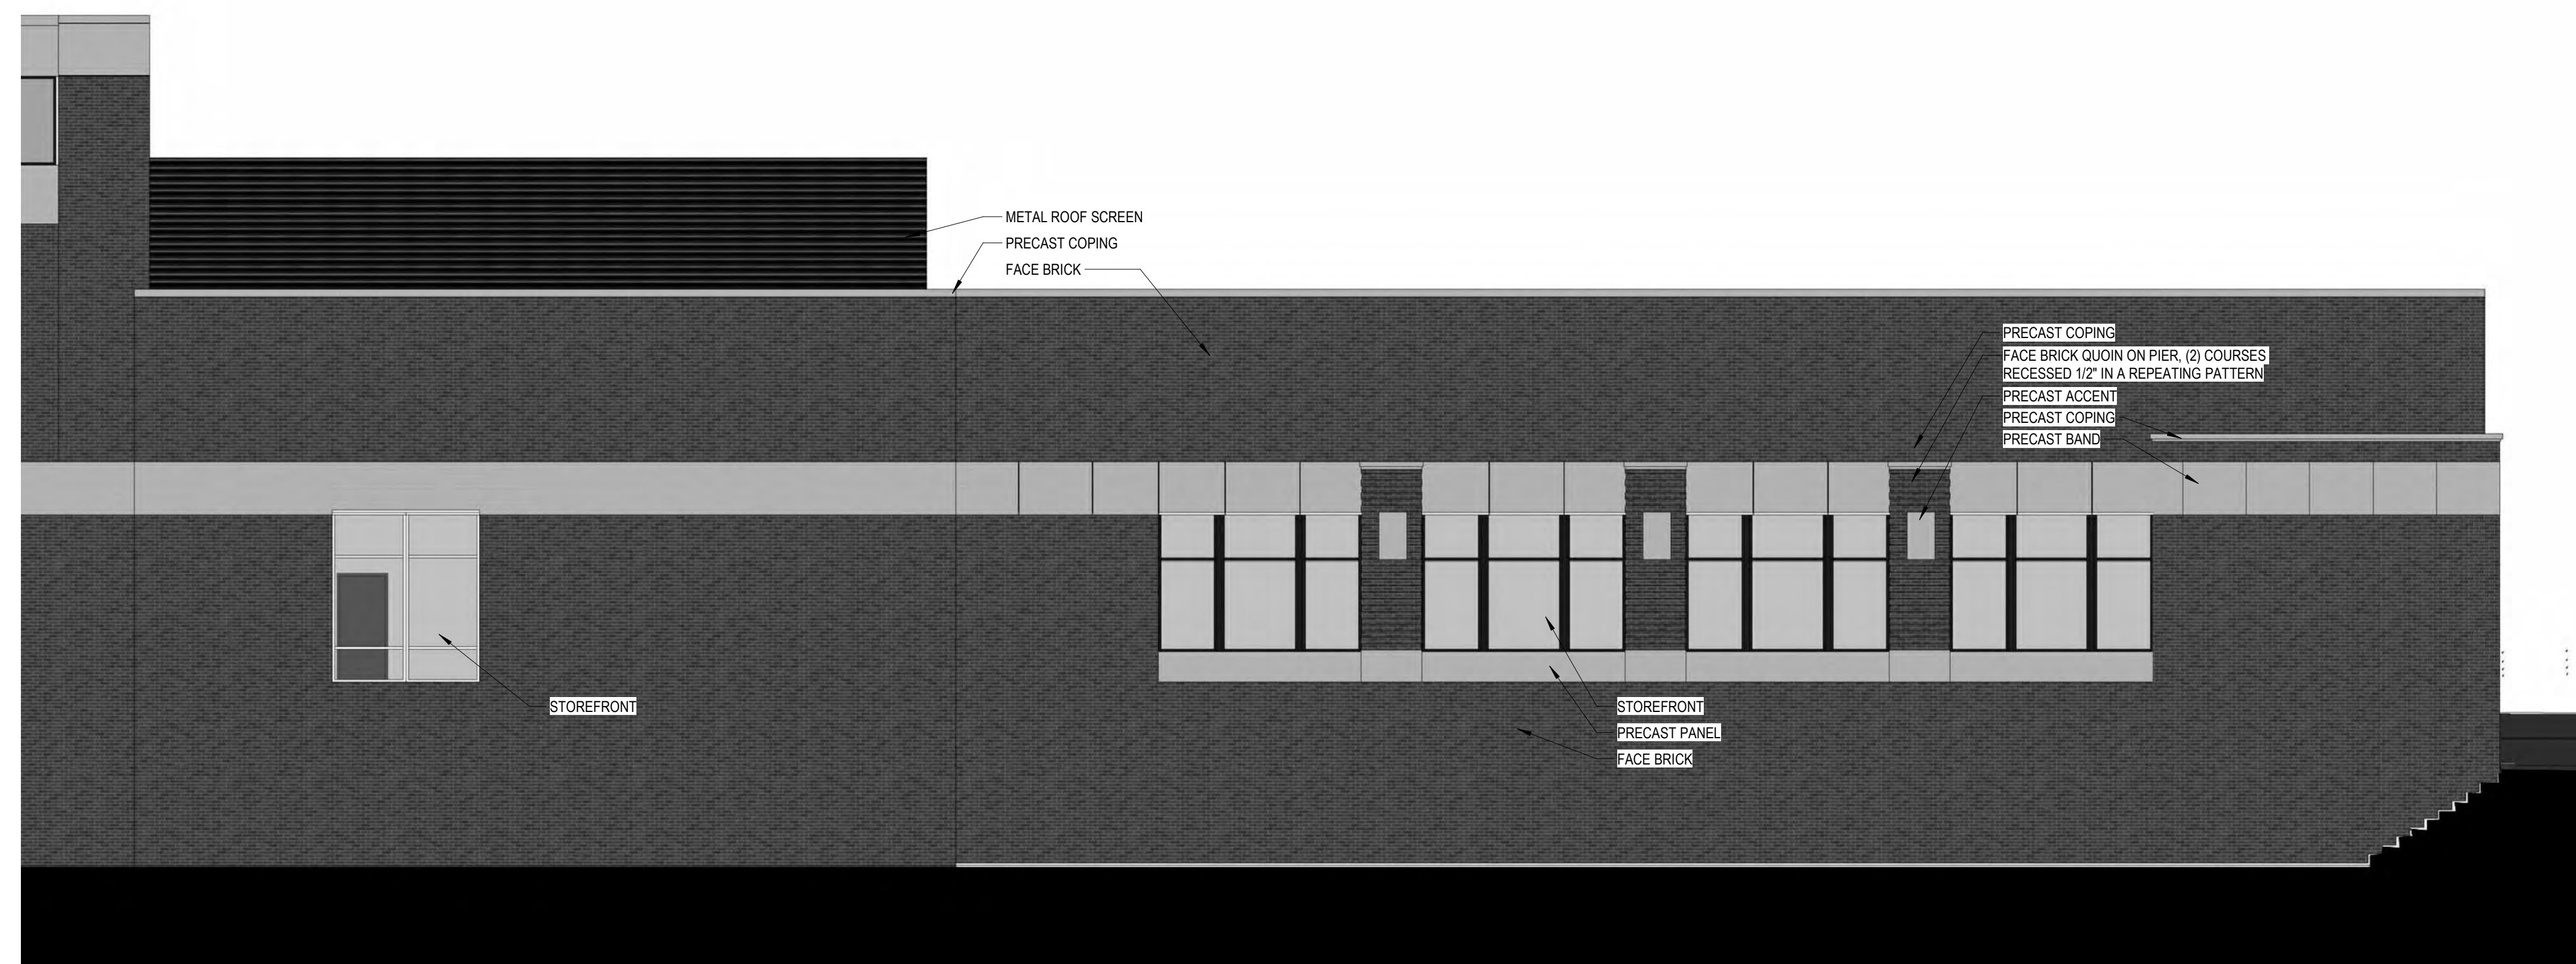 METAL ROOF SCREEN
PRECAST COPING
FACE BRICK
PRECAST COPING
FACE BRICK QUOIN ON PIER, (2) COURSES
RECESSED 1/2" IN A REPEATING PATTERN
PRECAST ACCENT
PRECAST COPING
PRECAST BAND
STOREFRONT
STOREFRONT
PRECAST PANEL
FACE BRICK